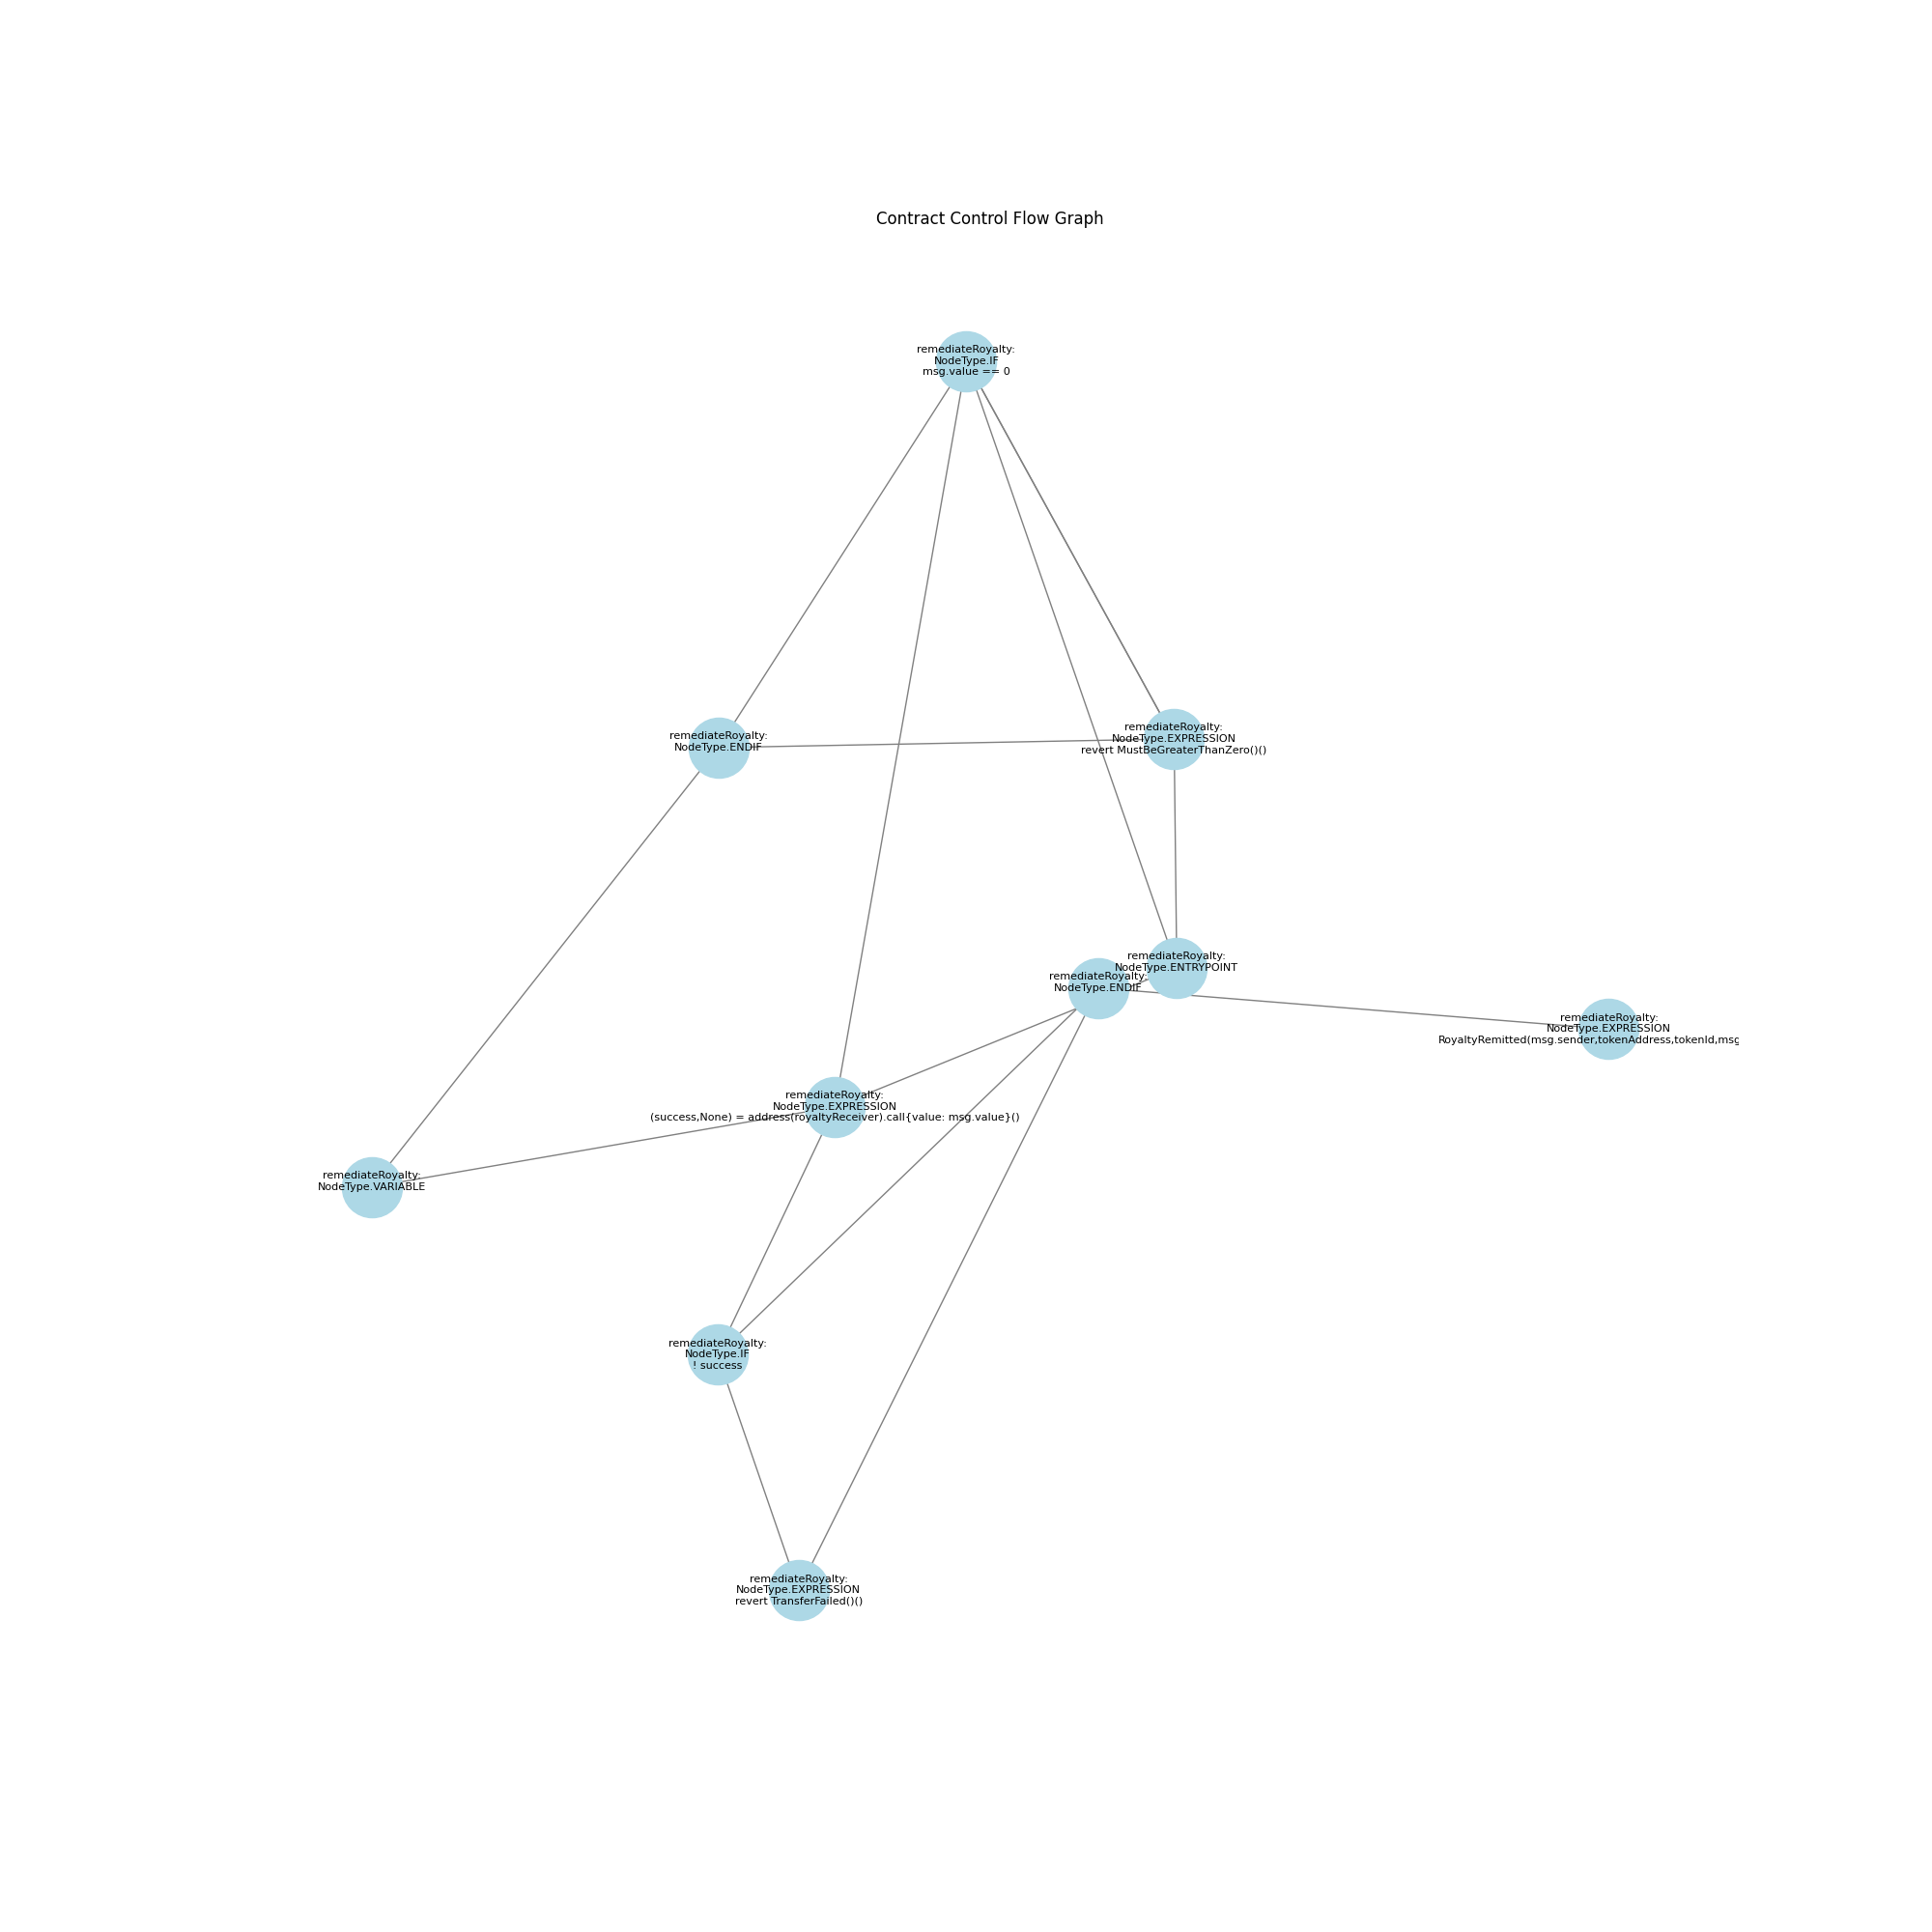 Contract Control Flow Graph
remediateRoyalty:
NodeType.IF
msg.value == 0
remediateRoyalty:
NodeType.ENDIF
remediateRoyalty:
NodeType.EXPRESSION
revert MustBeGreaterThanZero()()
remediateRoyalty:
NodeType.ENTRYPOINT
remediateRoyalty:
NodeType.ENDIF
remediateRoyalty:
NodeType.EXPRESSION
RoyaltyRemitted(msg.sender,tokenAddress,tokenId,msg
remediateRoyalty:
NodeType.EXPRESSION
(success,None) = address(royaltyReceiver).call{value: msg.value}()
remediateRoyalty:
NodeType.VARIABLE
remediateRoyalty:
NodeType.IF
! success
remediateRoyalty:
NodeType.EXPRESSION
revert TransferFailed()()